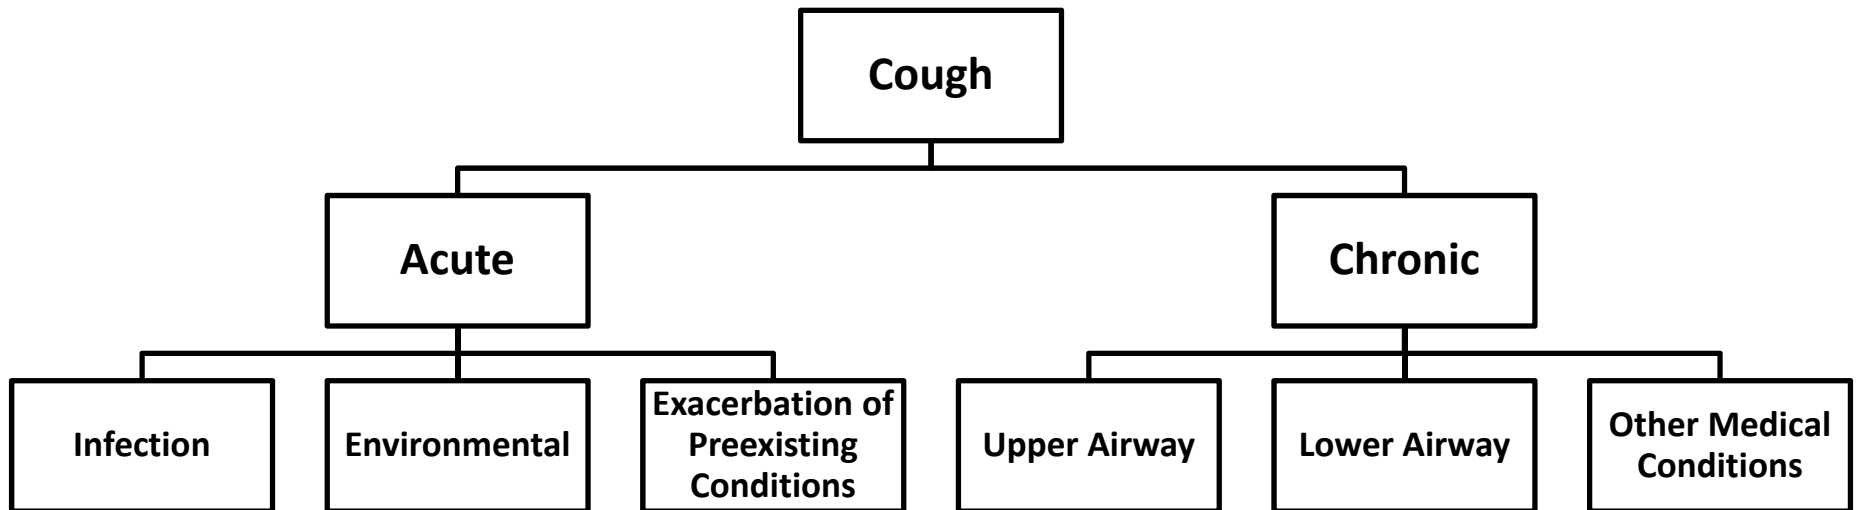 Cough
Acute
Chronic
Infection
Environmental
Exacerbation of
Preexisting
Conditions
Upper Airway
Lower Airway
Other Medical
Conditions